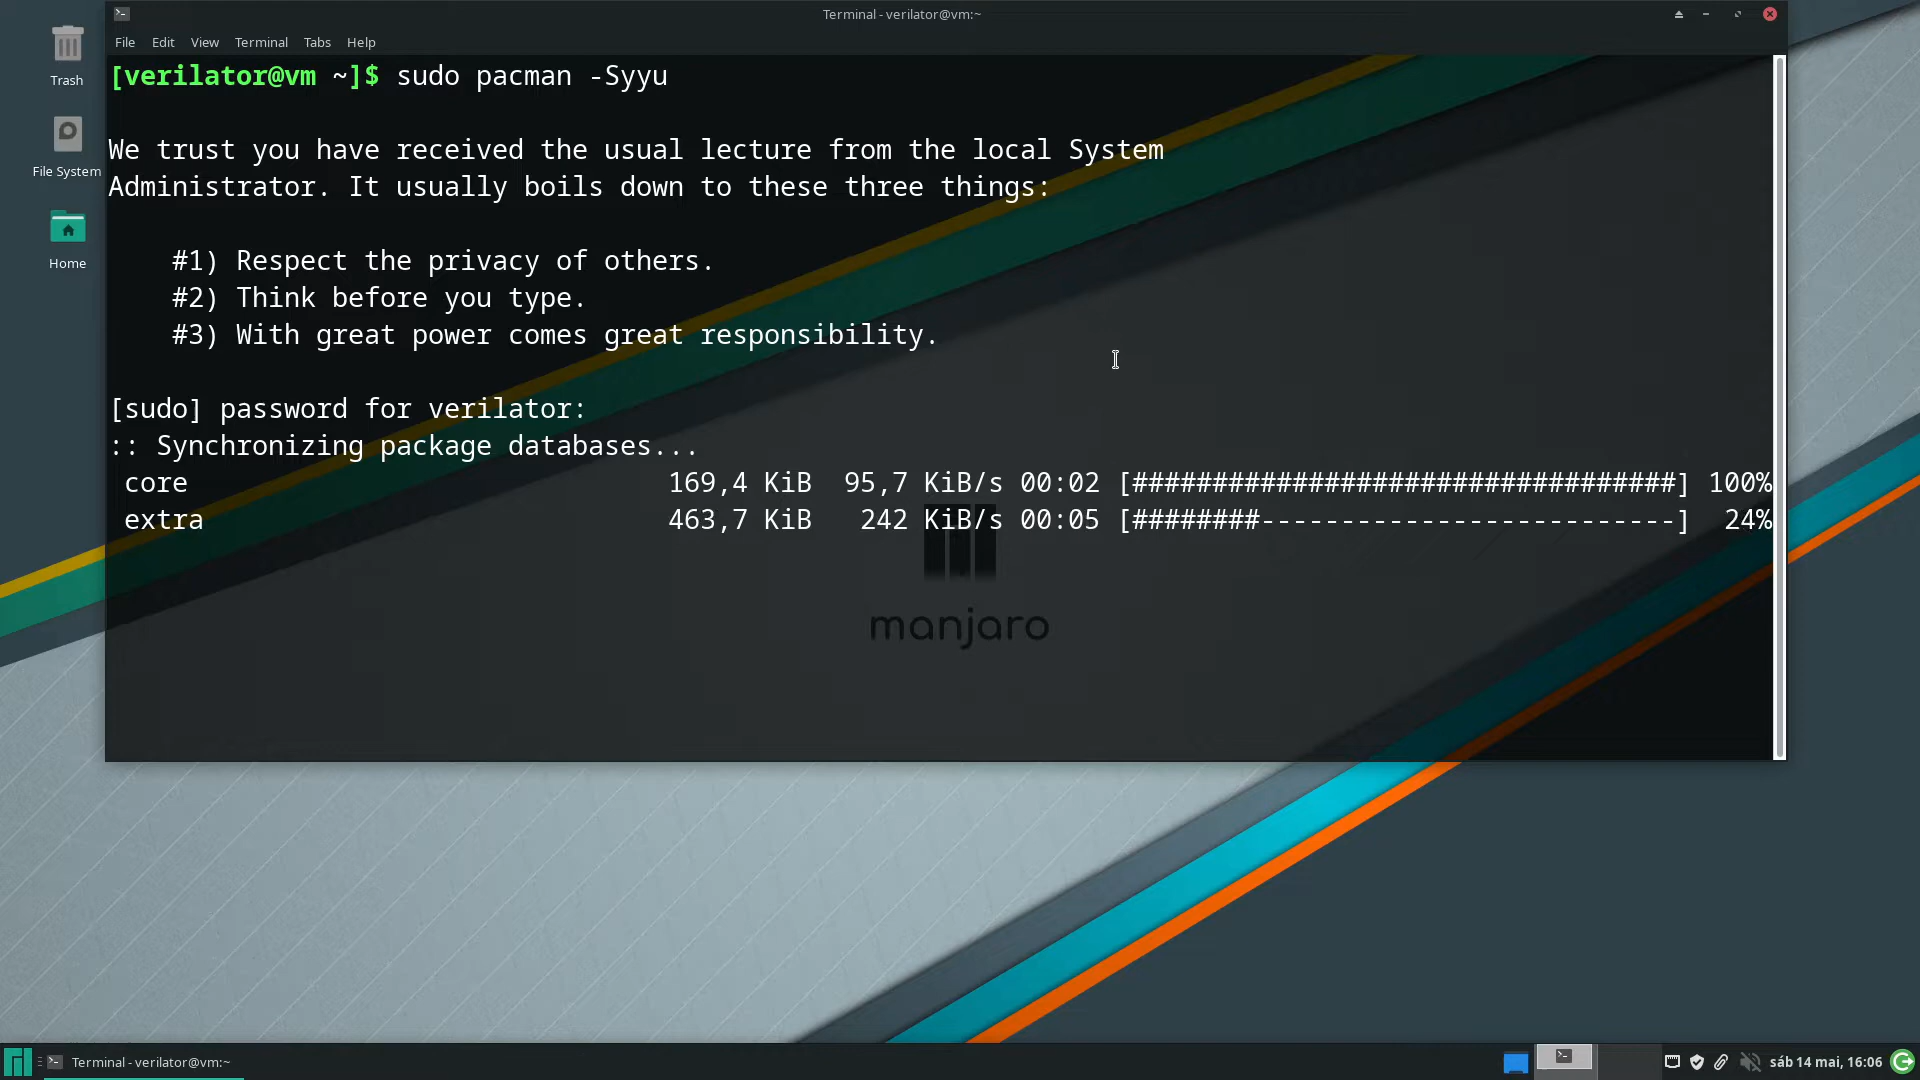 Terminal - verilator@vm:~
File Edit View Terminal Tabs Help
Trash
File System
Home
[verilator@vm ~]$ sudo pacman -Syyu
We trust you have received the usual lecture from the local System
Administrator. It usually boils down to these three things:
#1) Respect the privacy of others.
#2) Think before you type.
#3) With great power comes great responsibility.
[sudo] password for verilator:
:: Synchronizing package databases...
core 169,4 KiB 95,7 KiB/s 00:02 [##################################] 100%
extra 463,7 KiB 242 KiB/s 00:05 [########--------------------------] 24%
manjaro
Terminal - verilator@vm:~
sáb 14 mai, 16:06